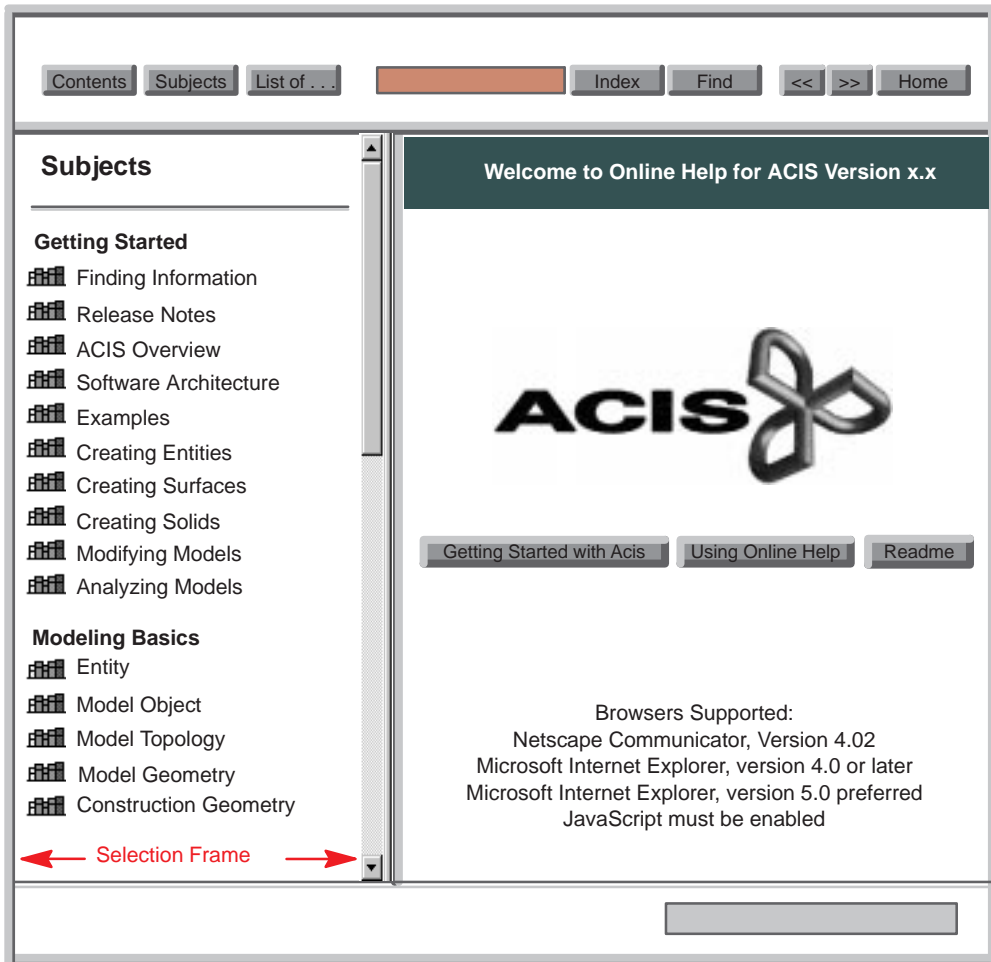 Contents Subjects List of . . . Index Find << >> Home
Subjects
Getting Started
Finding Information
Release Notes
ACIS Overview
Software Architecture
Examples
Creating Entities
Creating Surfaces
Creating Solids
Modifying Models
Analyzing Models
Modeling Basics
Entity
Model Object
Model Topology
Model Geometry
Construction Geometry
Selection Frame
Welcome to Online Help for ACIS Version x.x
ACIS
Getting Started with Acis Using Online Help Readme
Browsers Supported:
Netscape Communicator, Version 4.02
Microsoft Internet Explorer, version 4.0 or later
Microsoft Internet Explorer, version 5.0 preferred
JavaScript must be enabled